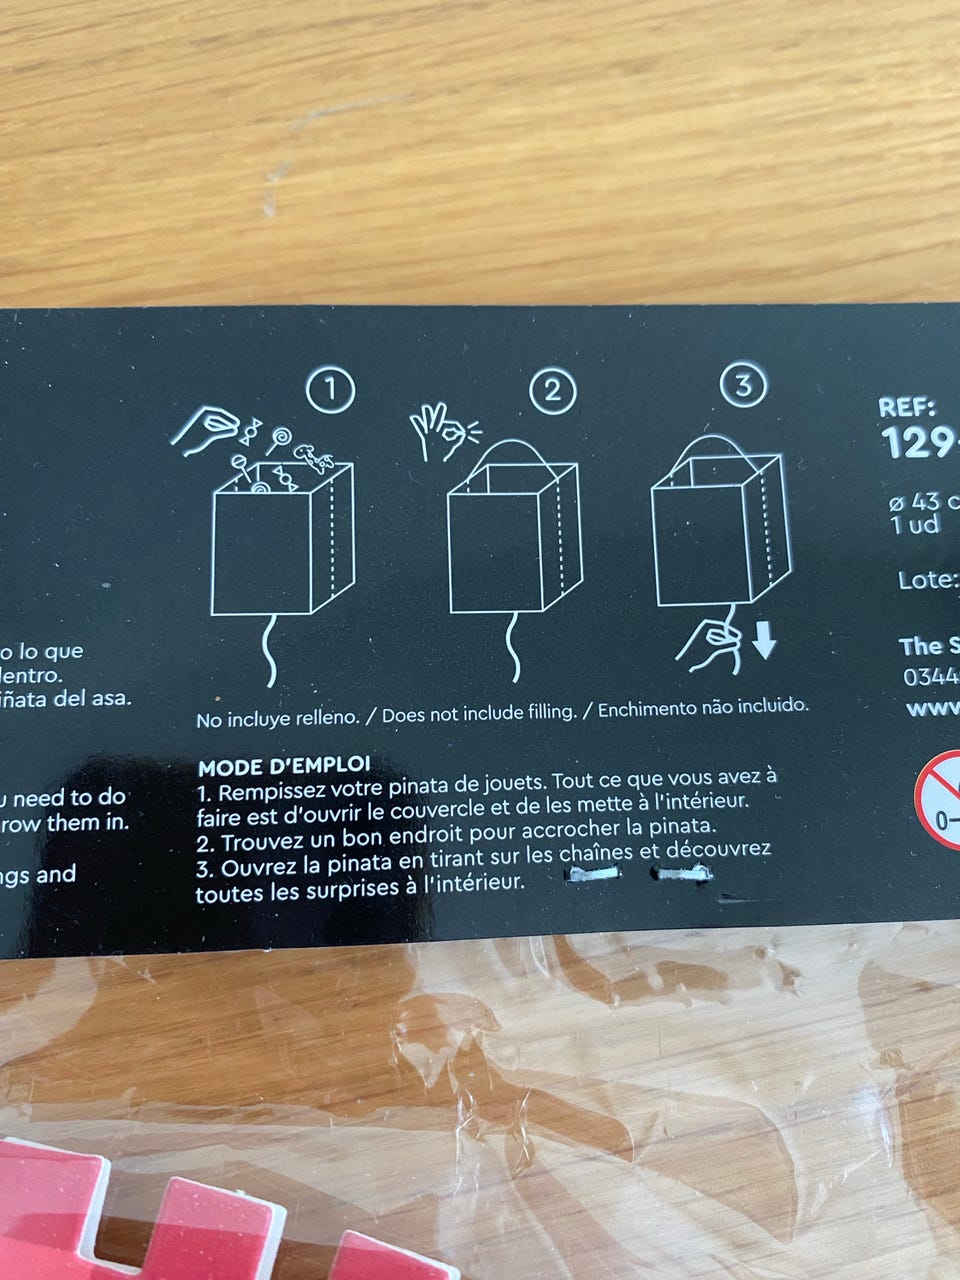 1
2
3
REF:
129
ø 43 c
1 ud
Lote:
The S
0344
www
0-
o lo que
lentro.
iñata del asa.
u need to do
row them in.
ngs and
No incluye relleno. / Does not include filling. / Enchimento não incluido.
MODE D'EMPLOI
1. Rempissez votre pinata de jouets. Tout ce que vous avez à
faire est d'ouvrir le couvercle et de les mette à l'intérieur.
2. Trouvez un bon endroit pour accrocher la pinata.
3. Ouvrez la pinata en tirant sur les chaînes et découvrez
toutes les surprises à l'intérieur.